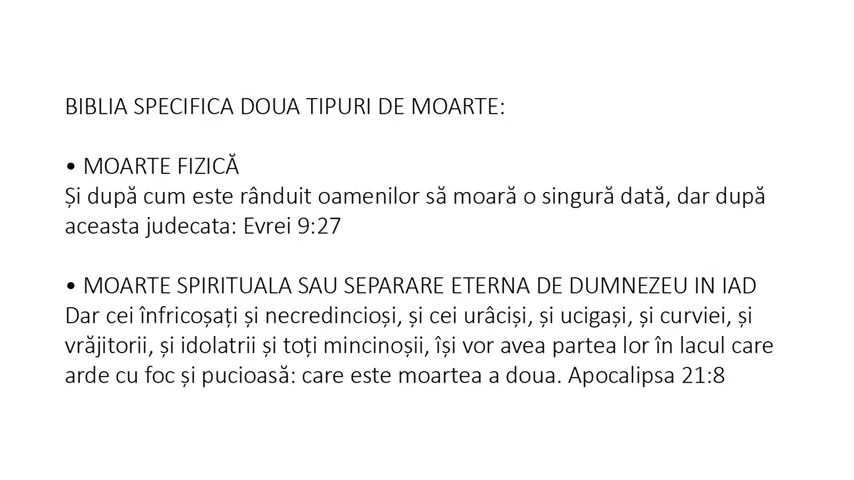 BIBLIA SPECIFICA DOUA TIPURI DE MOARTE:
• MOARTE FIZICĂ
Și după cum este rânduit oamenilor să moară o singură dată, dar după
aceasta judecata: Evrei 9:27
• MOARTE SPIRITUALA SAU SEPARARE ETERNA DE DUMNEZEU IN IAD
Dar cei înfricoșați și necredincioși, și cei urâciși, și ucigași, și curviei, și
vrăjitorii, și idolatrii și toți mincinoșii, își vor avea partea lor în lacul care
arde cu foc și pucioasă: care este moartea a doua. Apocalipsa 21:8